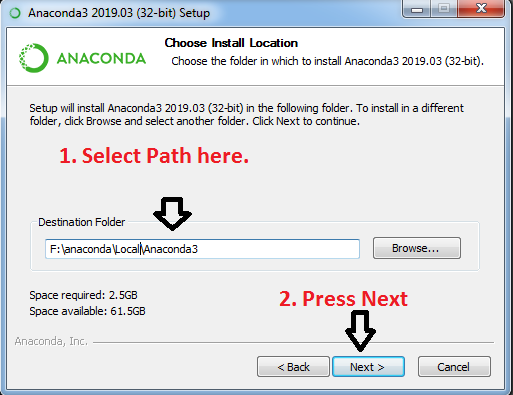 Anaconda3 2019.03 (32-bit) Setup
ANACONDA
Choose Install Location
Choose the folder in which to install Anaconda3 2019.03 (32-bit).
Setup will install Anaconda3 2019.03 (32-bit) in the following folder. To install in a different
folder, click Browse and select another folder. Click Next to continue.
1. Select Path here.
Destination Folder
F:\anaconda\Local\Anaconda3
Browse...
Space required: 2.5GB
Space available: 61.5GB
2. Press Next
Anaconda, Inc.
< Back
Next >
Cancel